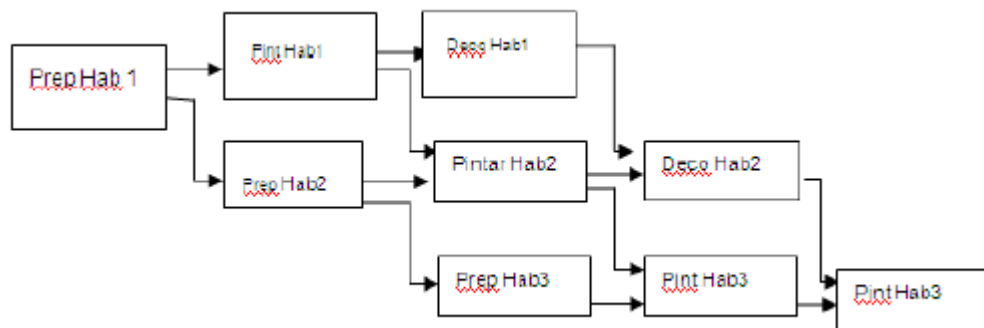 Pint Hab1
Deco Hab1
Prep Hab 1
Prep Hab2
Pintar Hab2
Deco Hab2
Prep Hab3
Pint Hab3
Pint Hab3